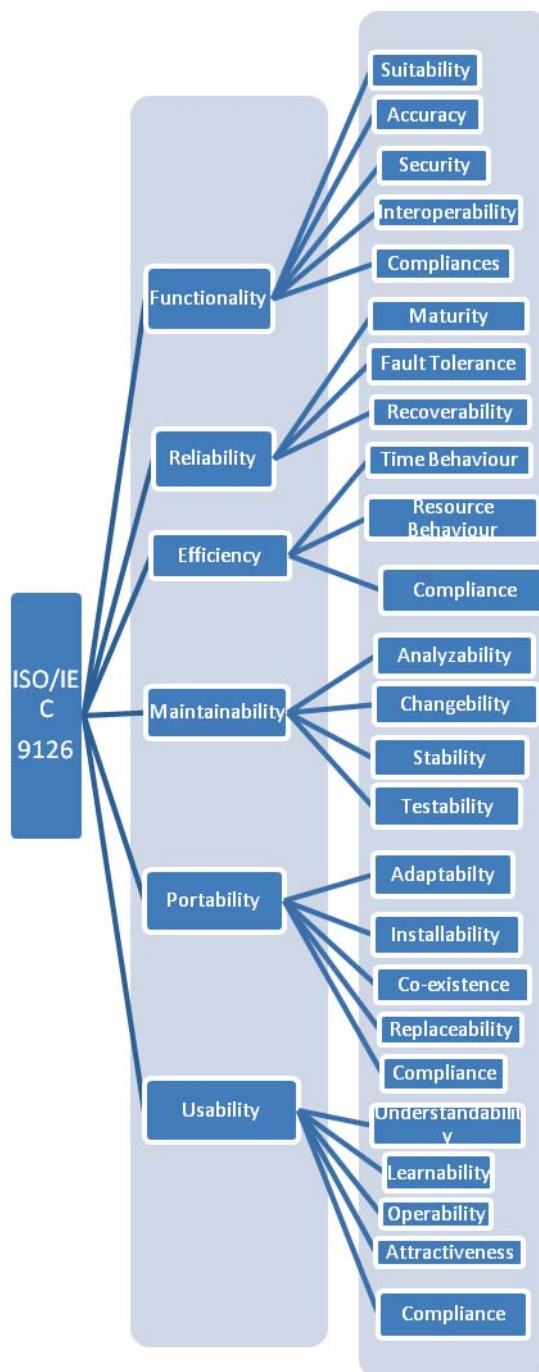 ISO/IE
C
9126
Functionality
Reliability
Efficiency
Maintainability
Portability
Usability
Suitability
Accuracy
Security
Interoperability
Compliances
Maturity
Fault Tolerance
Recoverability
Time Behaviour
Resource
Behaviour
Compliance
Analyzability
Changebility
Stability
Testability
Adaptabilty
Installability
Co-existence
Replaceability
Compliance
Understandabilit
y
Learnability
Operability
Attractiveness
Compliance